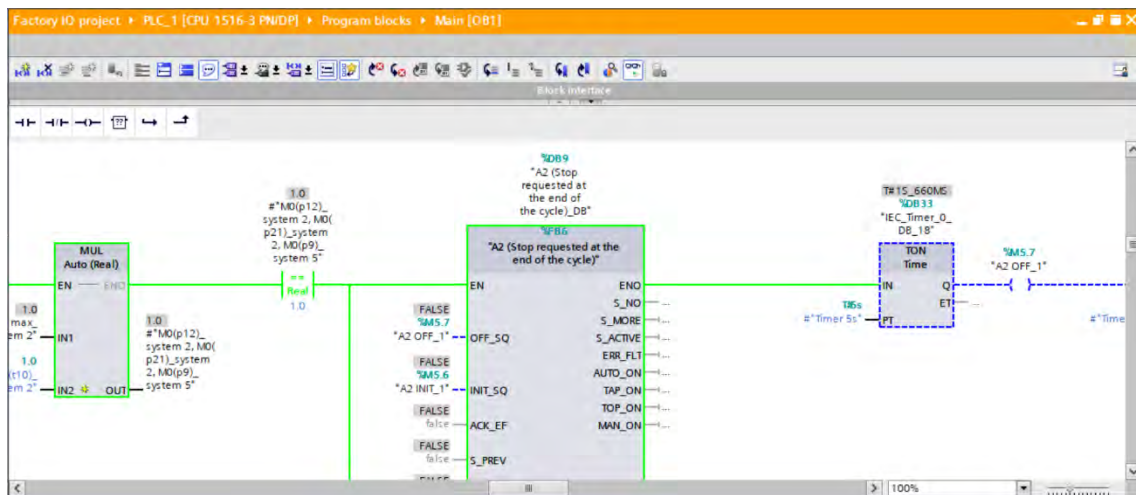 Factory IO project ▸ PLC_1 [CPU 1516-3 PN/DP] ▸ Program blocks ▸ Main [OB1]
Block interface
%DB9
"A2 (Stop
requested at
the end of
the cycle)_DB"
1.0
#"M0(p12)_
system 2, M0(
p21)_system
2, M0(p9)_
system 5"
==
Real
1.0
MUL
Auto (Real)
EN
ENO
1.0
max_
em 2"
IN1
1.0
(t10)_
em 2"
IN2
OUT
1.0
#"M0(p12)_
system 2, M0(
p21)_system
2, M0(p9)_
system 5"
%FB6
"A2 (Stop requested at the
end of the cycle)"
EN
ENO
S_NO
...
S_MORE
...
S_ACTIVE
...
ERR_FLT
...
AUTO_ON
...
TAP_ON
...
TOP_ON
...
MAN_ON
...
FALSE
%M5.7
"A2 OFF_1"
OFF_SQ
FALSE
%M5.6
"A2 INIT_1"
INIT_SQ
FALSE
false
ACK_EF
FALSE
false
S_PREV
FALSE
T#1S_660MS
%DB33
"IEC_Timer_0_
DB_18"
TON
Time
IN
Q
ET
...
#"Timer 5s"
PT
%M5.7
"A2 OFF_1"
#"Time
100%